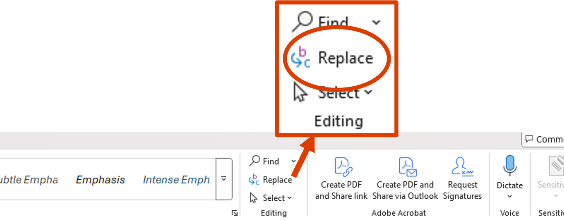 Find
Replace
Select
Editing
Comme
ubtle Empha
Emphasis
Intense Emph
Find
Replace
Select
Editing
Create PDF
and Share link
Create PDF and
Share via Outlook
Request
Signatures
Adobe Acrobat
Dictate
Voice
Sensitiv
Sensitiv